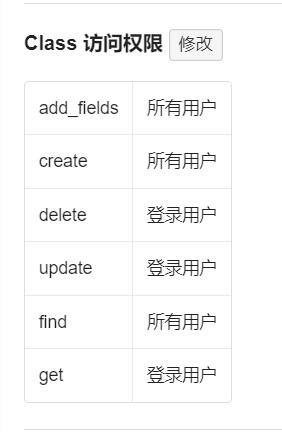 Class 访问权限 修改
add_fields 所有用户
create 所有用户
delete 登录用户
update 登录用户
find 所有用户
get 登录用户